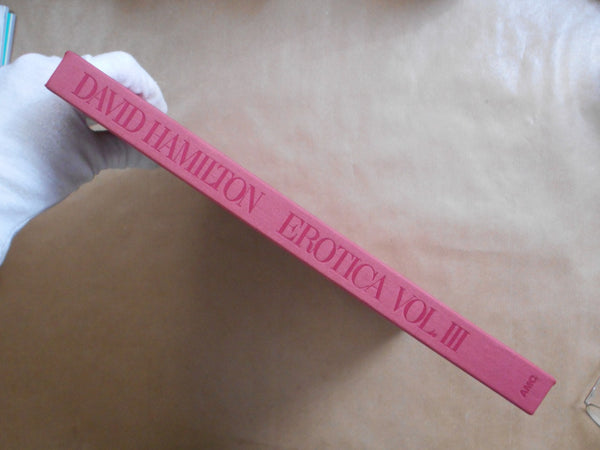 DAVID HAMILTON EROTICA VOL. III
AMQ